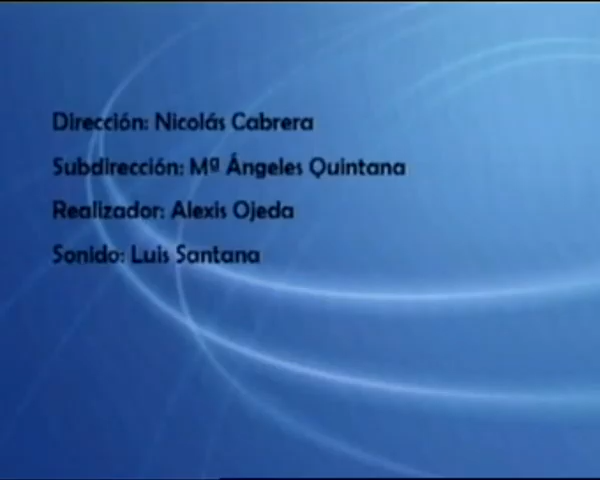 Dirección: Nicolás Cabrera
Subdirección: Mª Ángeles Quintana
Realizador: Alexis Ojeda
Sonido: Luis Santana